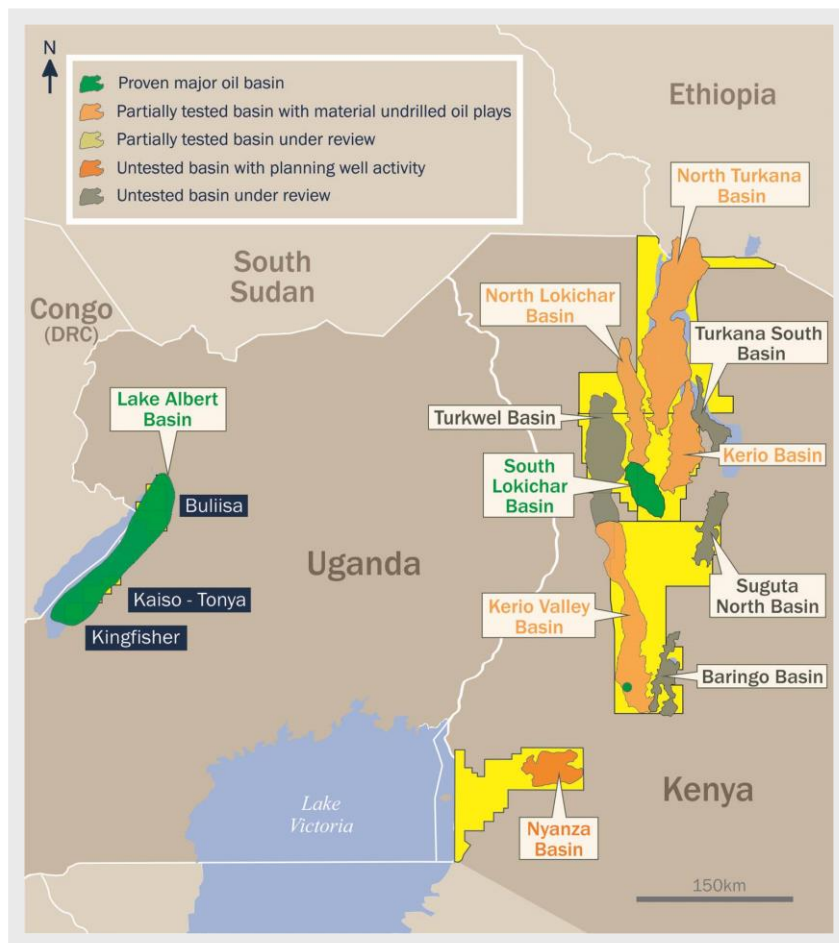 N
Proven major oil basin
Partially tested basin with material undrilled oil plays
Partially tested basin under review
Untested basin with planning well activity
Untested basin under review
Ethiopia
North Turkana
Basin
South
Sudan
Congo
(DRC)
North Lokichar
Basin
Turkana South
Basin
Lake Albert
Basin
Turkwel Basin
Kerio Basin
South
Lokichar
Basin
Buliisa
Uganda
Kaiso - Tonya
Kingfisher
Suguta
North Basin
Kerio Valley
Basin
Baringo Basin
Lake
Victoria
Kenya
Nyanza
Basin
150km